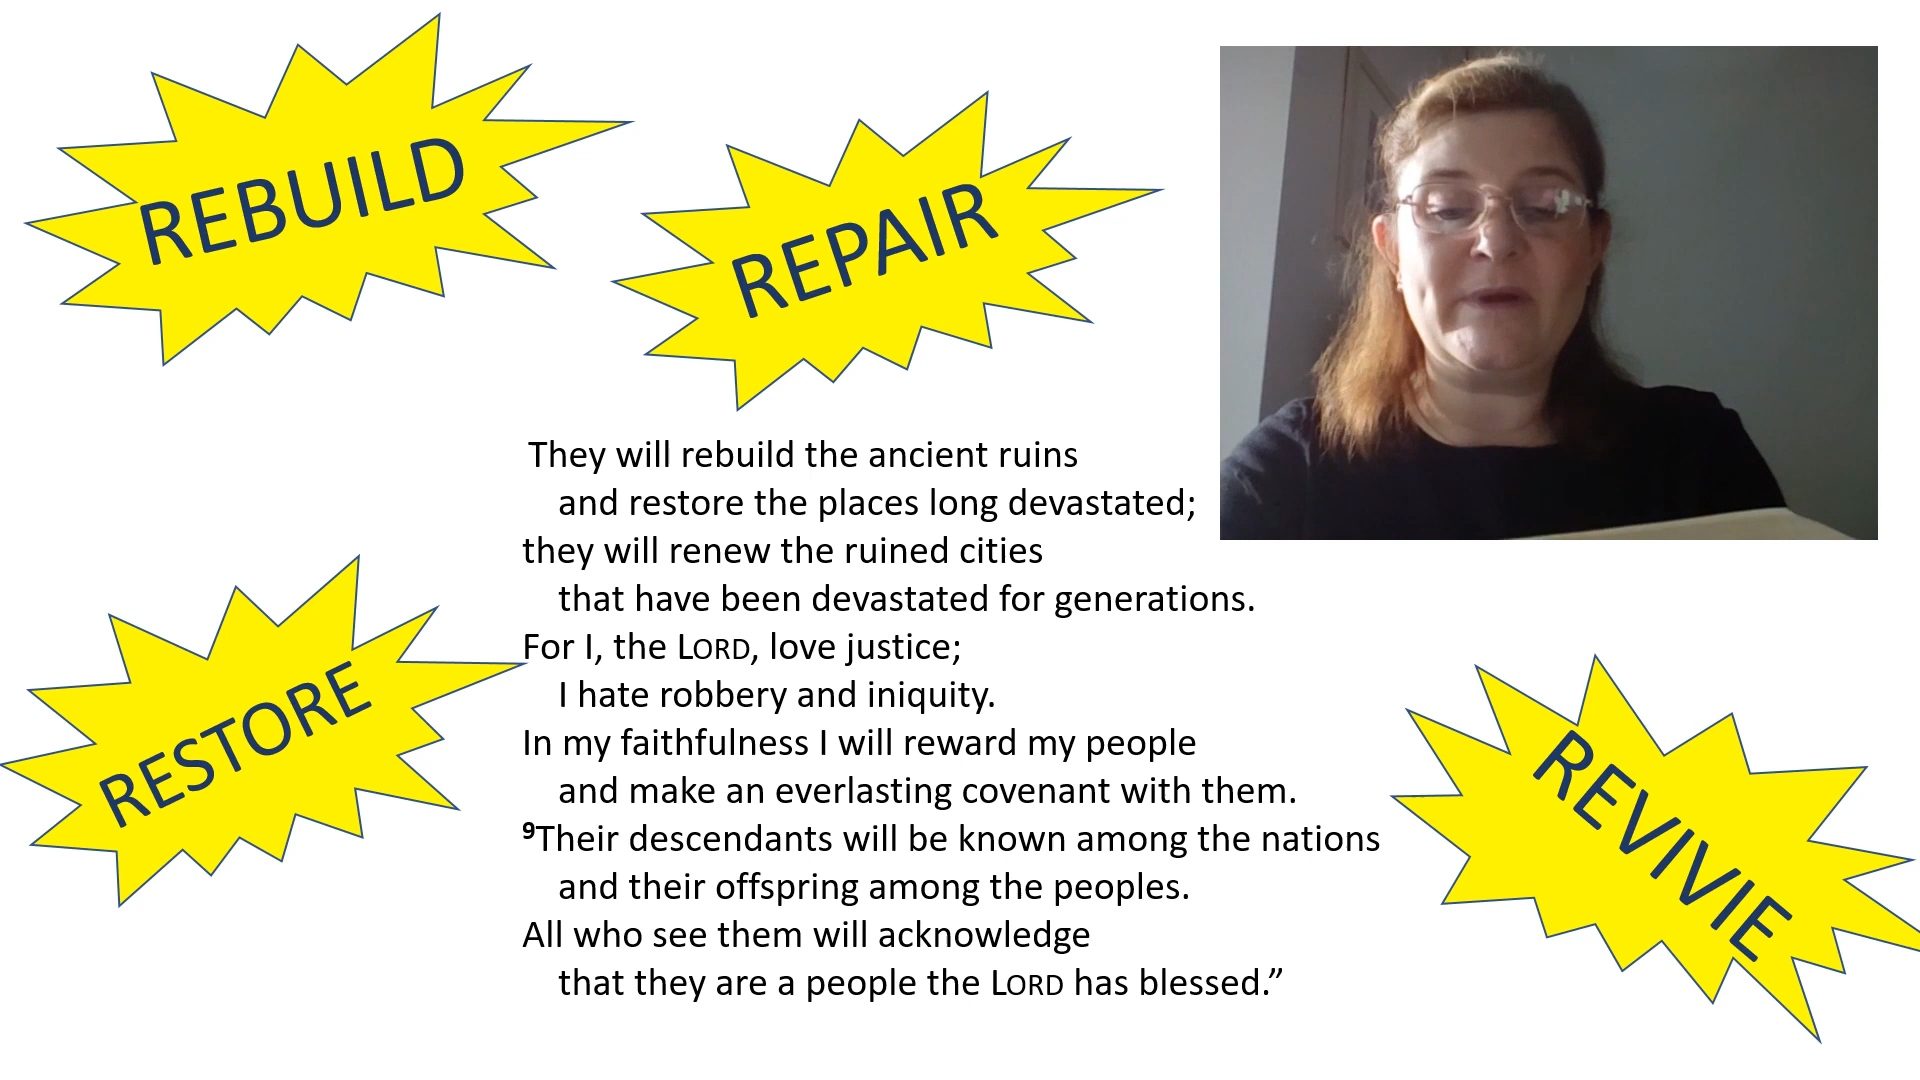 REBUILD
REPAIR
They will rebuild the ancient ruins
and restore the places long devastated;
they will renew the ruined cities
that have been devastated for generations.
For I, the LORD, love justice;
I hate robbery and iniquity.
In my faithfulness I will reward my people
and make an everlasting covenant with them.
9Their descendants will be known among the nations
and their offspring among the peoples.
All who see them will acknowledge
that they are a people the LORD has blessed.”
RESTORE
REVIVIE